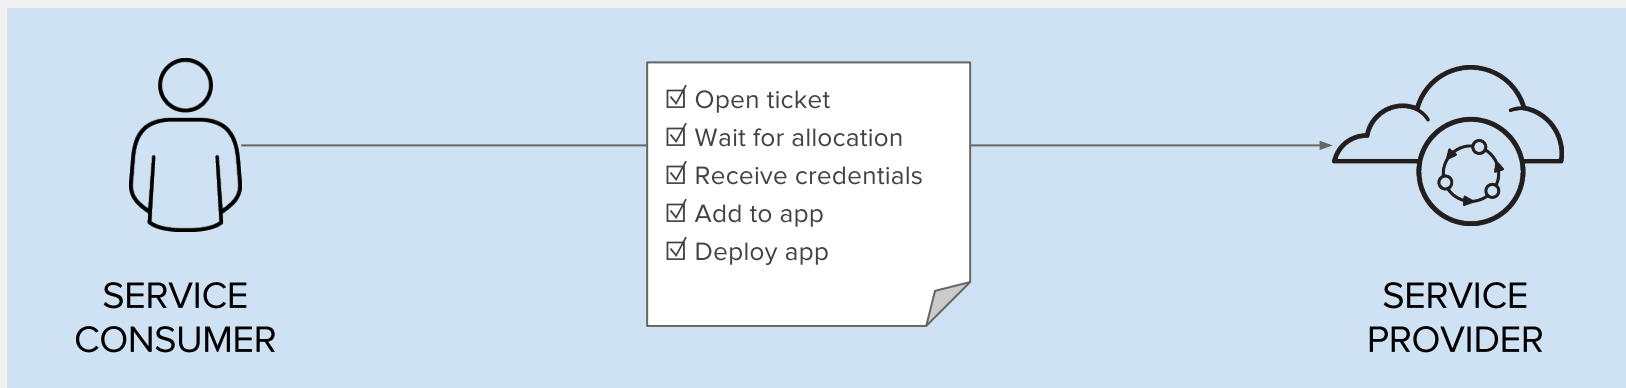 SERVICE
CONSUMER
☑ Open ticket
☑ Wait for allocation
☑ Receive credentials
☑ Add to app
☑ Deploy app
SERVICE
PROVIDER